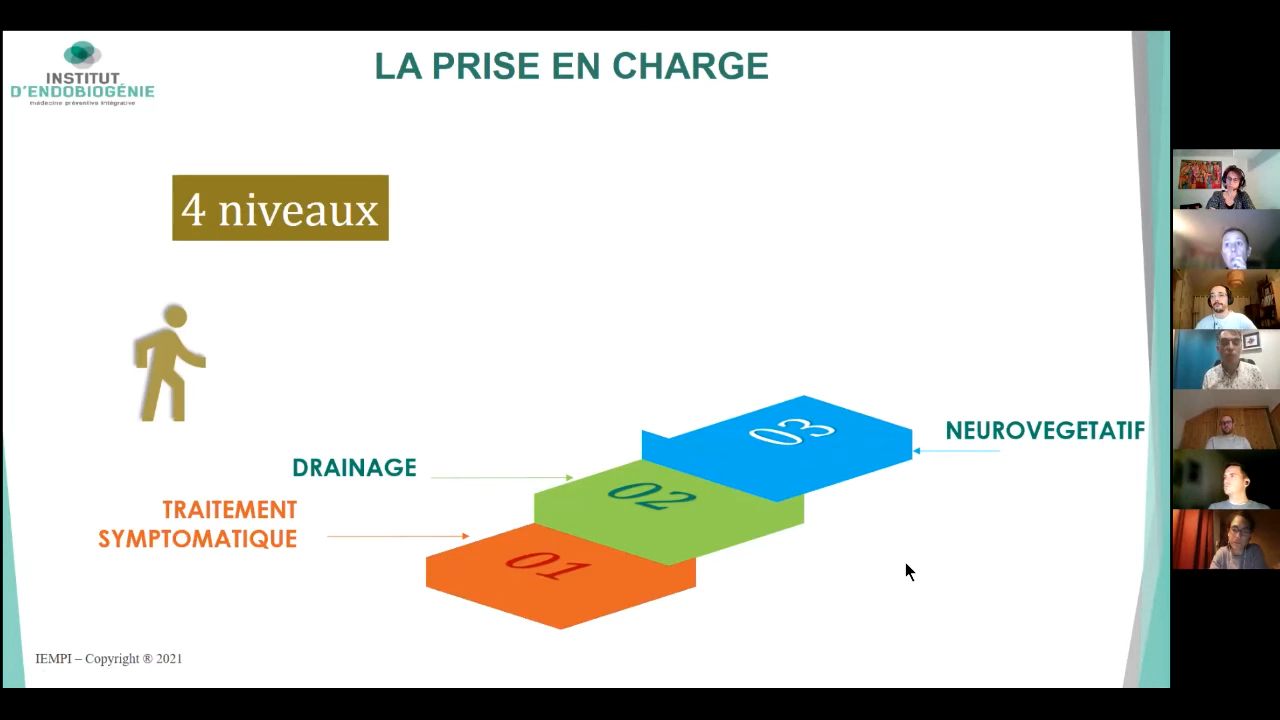 LA PRISE EN CHARGE
INSTITUT
D'ENDOBIOGÉNIE
médecine préventive intégrative
4 niveaux
03
NEUROVEGETATIF
DRAINAGE
02
TRAITEMENT
SYMPTOMATIQUE
01
IEMPI – Copyright ® 2021